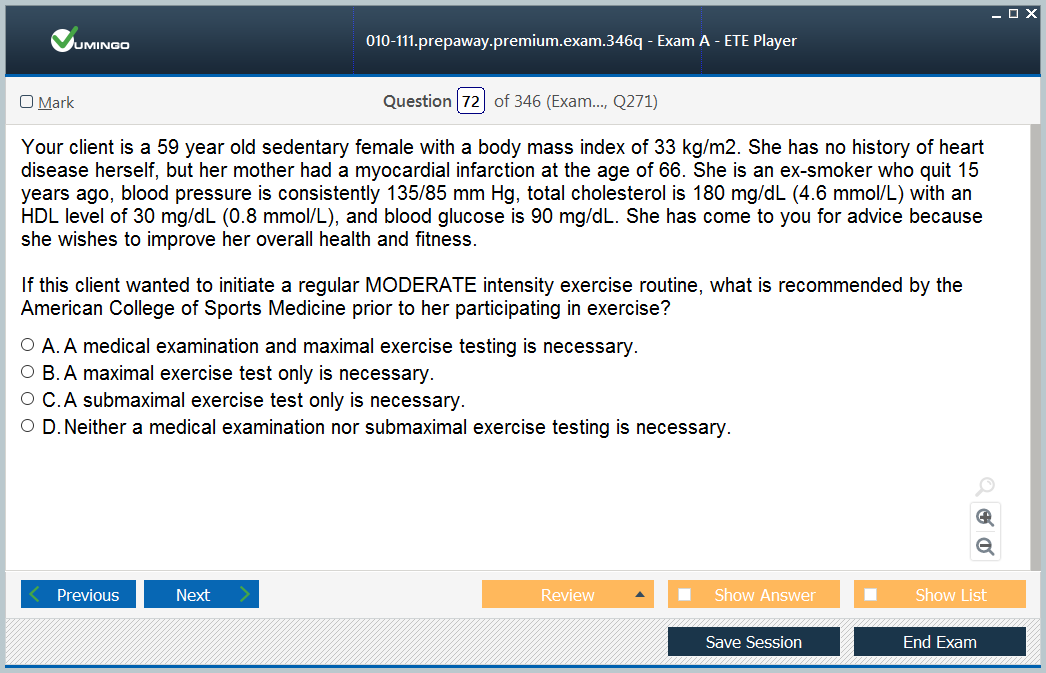 VUMINGO
010-111.prepaway.premium.exam.346q - Exam A - ETE Player
Mark
Question 72 of 346 (Exam..., Q271)
Your client is a 59 year old sedentary female with a body mass index of 33 kg/m2. She has no history of heart
disease herself, but her mother had a myocardial infarction at the age of 66. She is an ex-smoker who quit 15
years ago, blood pressure is consistently 135/85 mm Hg, total cholesterol is 180 mg/dL (4.6 mmol/L) with an
HDL level of 30 mg/dL (0.8 mmol/L), and blood glucose is 90 mg/dL. She has come to you for advice because
she wishes to improve her overall health and fitness.
If this client wanted to initiate a regular MODERATE intensity exercise routine, what is recommended by the
American College of Sports Medicine prior to her participating in exercise?
A. A medical examination and maximal exercise testing is necessary.
B. A maximal exercise test only is necessary.
C. A submaximal exercise test only is necessary.
D. Neither a medical examination nor submaximal exercise testing is necessary.
Previous Next Review Show Answer Show List
Save Session End Exam